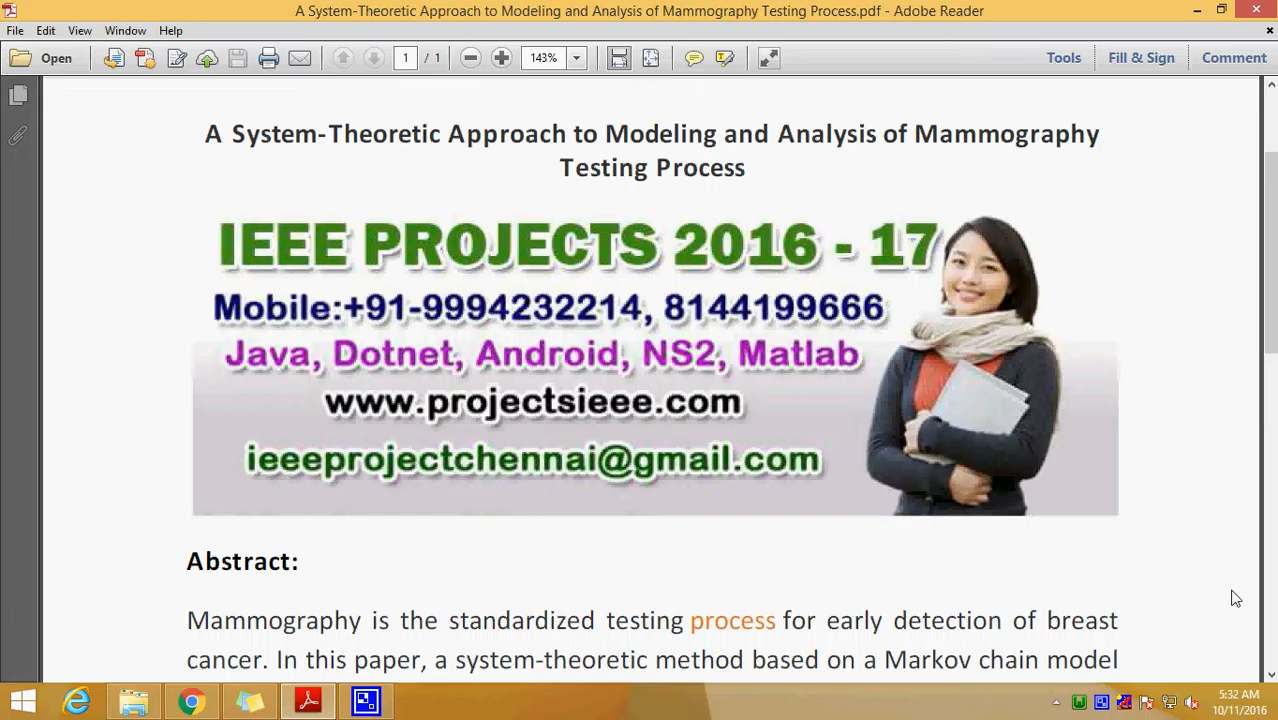 A System-Theoretic Approach to Modeling and Analysis of Mammography Testing Process.pdf - Adobe Reader
File Edit View Window Help
Open 1 / 1 143% Tools Fill & Sign Comment
A System-Theoretic Approach to Modeling and Analysis of Mammography
Testing Process
IEEE PROJECTS 2016 - 17
Mobile:+91-9994232214, 8144199666
Java, Dotnet, Android, NS2, Matlab
www.projectsieee.com
ieeeprojectchennai@gmail.com
Abstract:
Mammography is the standardized testing process for early detection of breast
cancer. In this paper, a system-theoretic method based on a Markov chain model
5:32 AM
10/11/2016